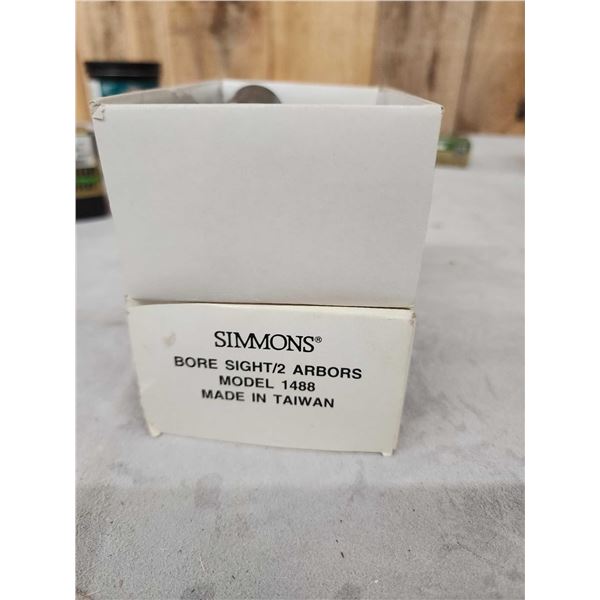 SIMMONS®
BORE SIGHT/2 ARBORS
MODEL 1488
MADE IN TAIWAN